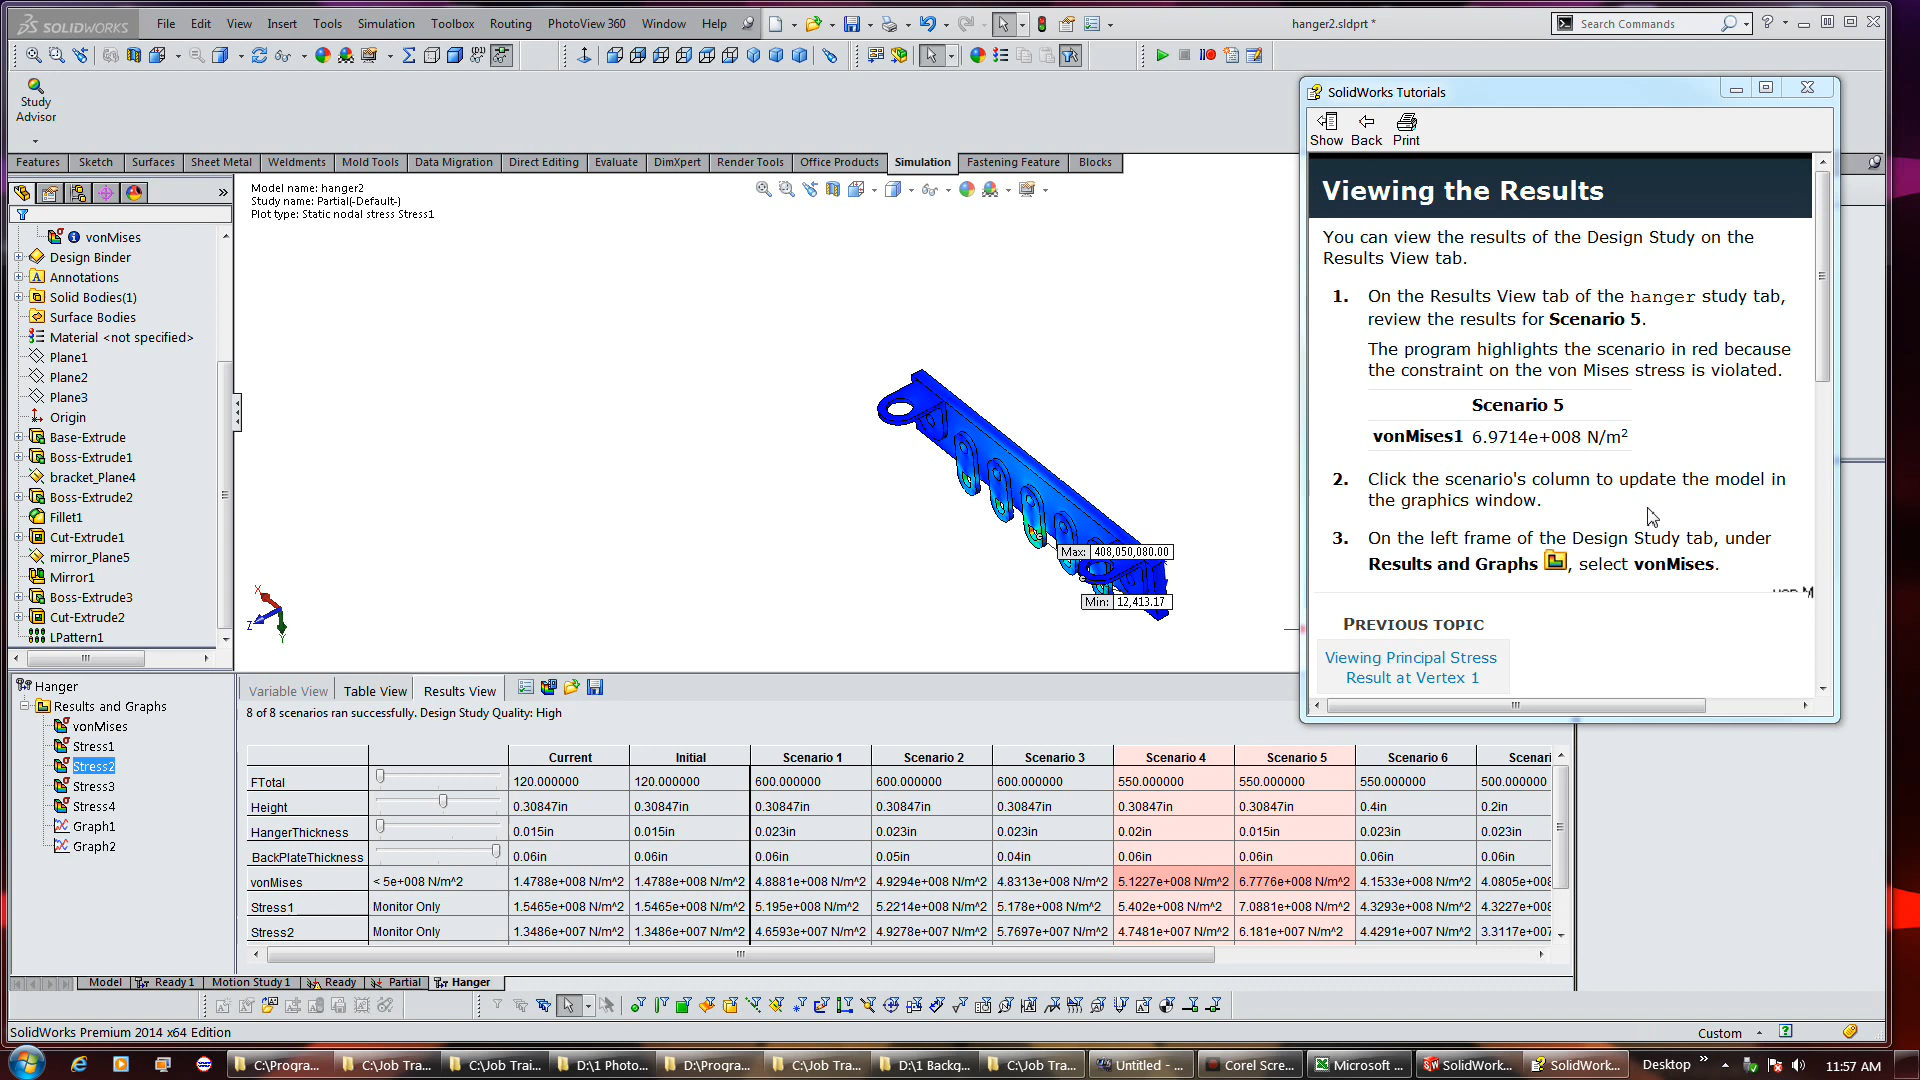 SOLIDWORKS
File Edit View Insert Tools Simulation Toolbox Routing PhotoView 360 Window Help
hanger2.sldprt *
Search Commands
Study
Advisor
Features Sketch Surfaces Sheet Metal Weldments Mold Tools Data Migration Direct Editing Evaluate DimXpert Render Tools Office Products Simulation Fastening Feature Blocks
vonMises
Design Binder
Annotations
Solid Bodies(1)
Surface Bodies
Material <not specified>
Plane1
Plane2
Plane3
Origin
Base-Extrude
Boss-Extrude1
bracket_Plane4
Boss-Extrude2
Fillet1
Cut-Extrude1
mirror_Plane5
Mirror1
Boss-Extrude3
Cut-Extrude2
LPattern1
Model name: hanger2
Study name: Partial(-Default-)
Plot type: Static nodal stress Stress1
Max: 408,050,080.00
Min: 12,413.17
X
Z
Y
SolidWorks Tutorials
Show Back Print
Viewing the Results
You can view the results of the Design Study on the
Results View tab.
1. On the Results View tab of the hanger study tab,
review the results for Scenario 5.
The program highlights the scenario in red because
the constraint on the von Mises stress is violated.
Scenario 5
vonMises1 6.9714e+008 N/m²
2. Click the scenario's column to update the model in
the graphics window.
3. On the left frame of the Design Study tab, under
Results and Graphs , select vonMises.
PREVIOUS TOPIC
Viewing Principal Stress
Result at Vertex 1
Hanger
Results and Graphs
vonMises
Stress1
Stress2
Stress3
Stress4
Graph1
Graph2
Variable View Table View Results View
8 of 8 scenarios ran successfully. Design Study Quality: High
Current Initial Scenario 1 Scenario 2 Scenario 3 Scenario 4 Scenario 5 Scenario 6 Scenari
FTotal 120.000000 120.000000 600.000000 600.000000 600.000000 550.000000 550.000000 550.000000 500.000000
Height 0.30847in 0.30847in 0.30847in 0.30847in 0.30847in 0.30847in 0.30847in 0.4in 0.2in
HangerThickness 0.015in 0.015in 0.023in 0.023in 0.023in 0.02in 0.015in 0.023in 0.023in
BackPlateThickness 0.06in 0.06in 0.06in 0.05in 0.04in 0.06in 0.06in 0.06in 0.06in
vonMises < 5e+008 N/m^2 1.4788e+008 N/m^2 1.4788e+008 N/m^2 4.8881e+008 N/m^2 4.9294e+008 N/m^2 4.8313e+008 N/m^2 5.1227e+008 N/m^2 6.7776e+008 N/m^2 4.1533e+008 N/m^2 4.0805e+008
Stress1 Monitor Only 1.5465e+008 N/m^2 1.5465e+008 N/m^2 5.195e+008 N/m^2 5.2214e+008 N/m^2 5.178e+008 N/m^2 5.402e+008 N/m^2 7.0881e+008 N/m^2 4.3293e+008 N/m^2 4.3227e+008
Stress2 Monitor Only 1.3486e+007 N/m^2 1.3486e+007 N/m^2 4.6593e+007 N/m^2 4.9278e+007 N/m^2 5.7697e+007 N/m^2 4.7481e+007 N/m^2 6.181e+007 N/m^2 4.4291e+007 N/m^2 3.3117e+007
Model Ready1 Motion Study1 Ready Partial Hanger
SolidWorks Premium 2014 x64 Edition
Custom
C:\Progra... C:\Job Tra... C:\Job Trai... D:\1 Photo... D:\Progra... C:\Job Tra... D:\1 Backg... C:\Job Tra... Untitled - ... Corel Scre... Microsoft ... SolidWork... SolidWork... Desktop » 11:57 AM